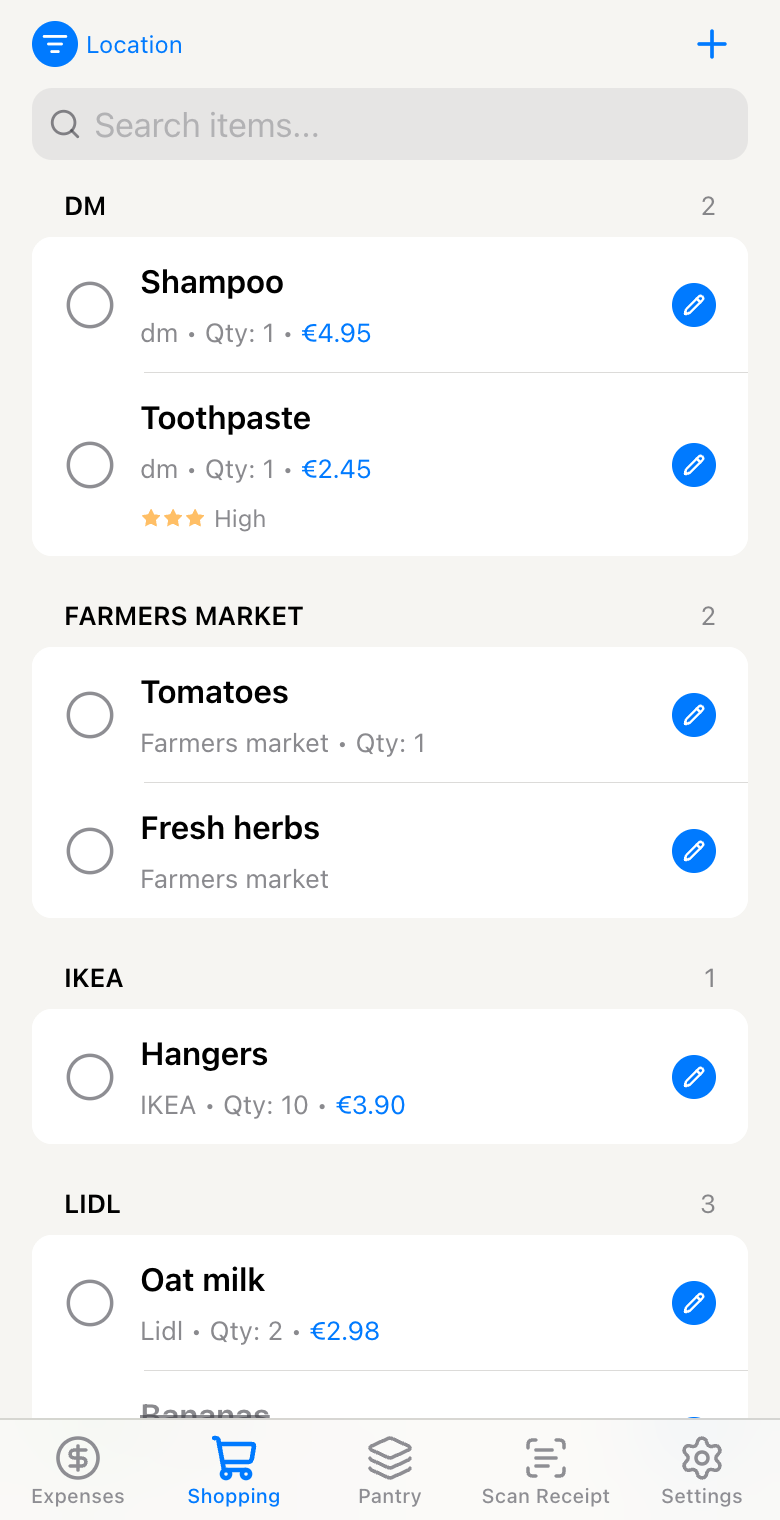 Location
Search items...
DM 2
Shampoo
dm • Qty: 1 • €4.95
Toothpaste
dm • Qty: 1 • €2.45
High
FARMERS MARKET 2
Tomatoes
Farmers market • Qty: 1
Fresh herbs
Farmers market
IKEA 1
Hangers
IKEA • Qty: 10 • €3.90
LIDL 3
Oat milk
Lidl • Qty: 2 • €2.98
Bananas
Expenses Shopping Pantry Scan Receipt Settings